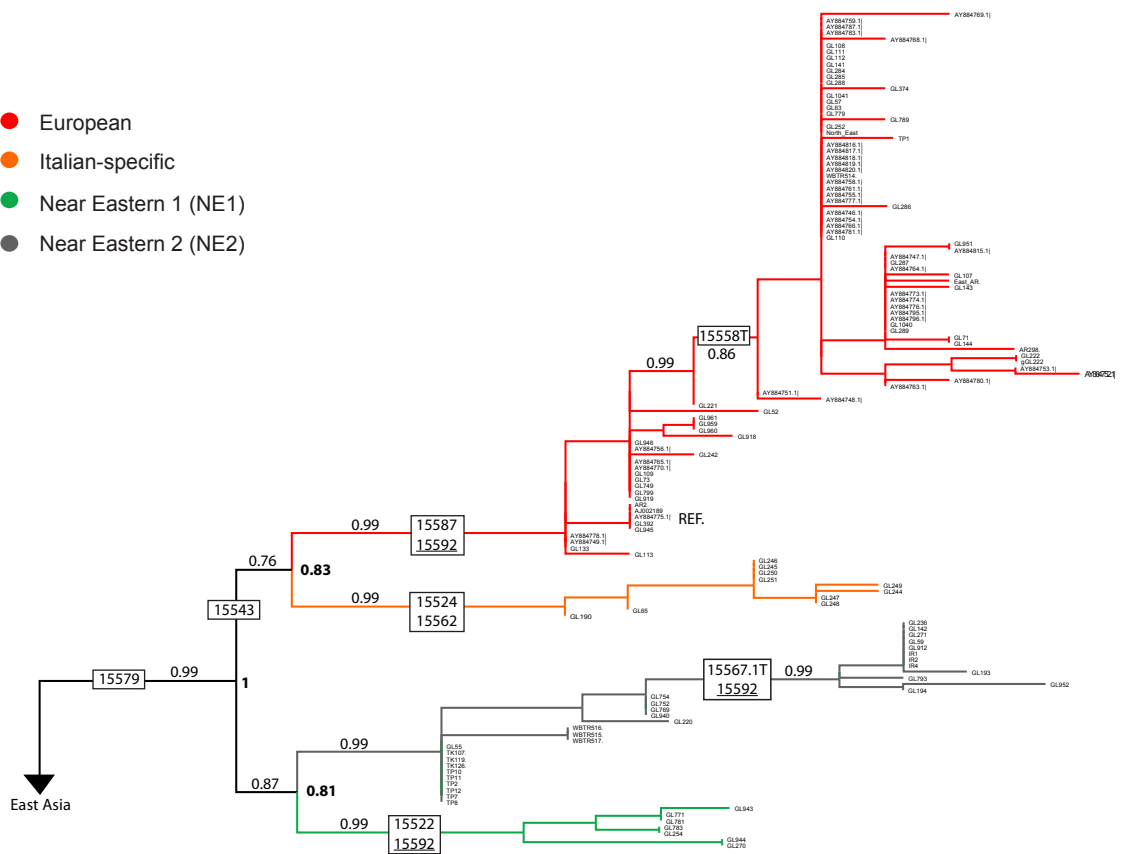 European
Italian-specific
Near Eastern 1 (NE1)
Near Eastern 2 (NE2)
AY884769.1|
AY884759.1|
AY884787.1|
AY884783.1|
AY884768.1|
GL108
GL111
GL112
GL141
GL284
GL285
GL288
GL374
GL1041
GL57
GL63
GL779
GL789
GL252
North_East
TP1
AY884816.1|
AY884817.1|
AY884818.1|
AY884819.1|
AY884820.1|
WBTR514.
AY884758.1|
AY884761.1|
AY884755.1|
AY884777.1|
GL286
AY884746.1|
AY884754.1|
AY884766.1|
AY884781.1|
GL110
GL951
AY884815.1|
AY884747.1|
GL287
AY884764.1|
GL107
East_AR.
GL143
AY884773.1|
AY884774.1|
AY884776.1|
AY884795.1|
AY884796.1|
GL1040
GL289
GL71
GL144
AR298.
GL222
gGL222
AY884753.1|
AY884780.1|
AY884763.1|
15558T
0.86
0.99
AY884751.1|
AY884748.1|
GL221
GL52
GL961
GL959
GL960
GL918
GL946
AY884756.1|
GL242
AY884765.1|
AY884770.1|
GL109
GL73
GL749
GL799
GL919
AR2.
AJ002189
AY884775.1|
GL392
GL945
REF.
AY884778.1|
AY884749.1|
GL133
GL113
0.99
15587
15592
0.76
0.83
0.99
15524
15562
GL190
GL65
GL246
GL245
GL250
GL251
GL249
GL244
GL247
GL248
15543
15579
0.99
1
GL236
GL142
GL271
GL59
GL912
IR1
IR2
IR4
GL193
GL793
GL952
GL194
15567.1T
15592
0.99
GL754
GL752
GL769
GL940
GL220
WBTR516.
WBTR515.
WBTR517.
0.99
GL55
TK107.
TK119.
TK126.
TP10
TP11
TP2
TP12
TP7
TP8
0.87
0.81
East Asia
0.99
15522
15592
GL943
GL771
GL781
GL783
GL254
GL944
GL270